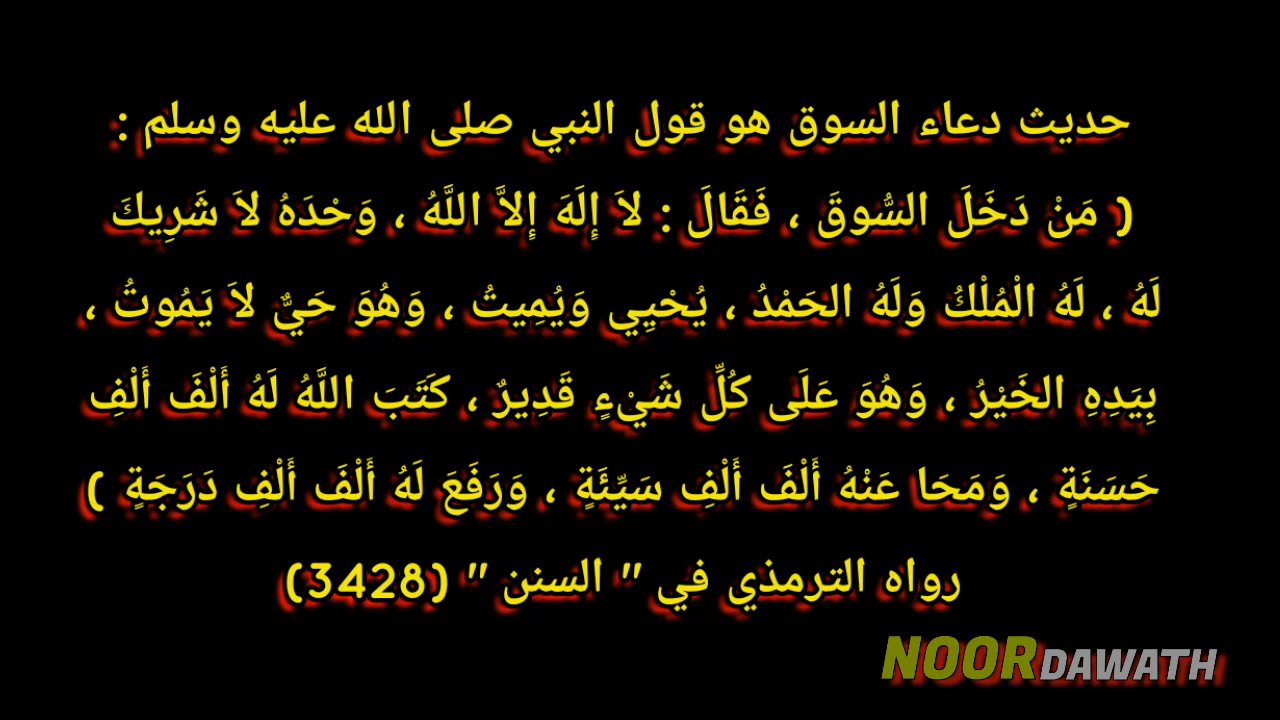 حديث دعاء السوق هو قول النبي صلى الله عليه وسلم :
( مَنْ دَخَلَ السُّوقَ ، فَقَالَ : لاَ إِلَهَ إِلاَّ اللَّهُ ، وَحْدَهُ لاَ شَرِيكَ
لَهُ ، لَهُ الْمُلْكُ وَلَهُ الحَمْدُ ، يُحْيِي وَيُمِيتُ ، وَهُوَ حَيٌّ لاَ يَمُوتُ ،
بِيَدِهِ الخَيْرُ ، وَهُوَ عَلَى كُلِّ شَيْءٍ قَدِيرٌ ، كَتَبَ اللَّهُ لَهُ أَلْفَ أَلْفِ
حَسَنَةٍ ، وَمَحَا عَنْهُ أَلْفَ أَلْفِ سَيِّئَةٍ ، وَرَفَعَ لَهُ أَلْفَ أَلْفِ دَرَجَةٍ )
رواه الترمذي في " السنن " (3428)
NOORDAWATH